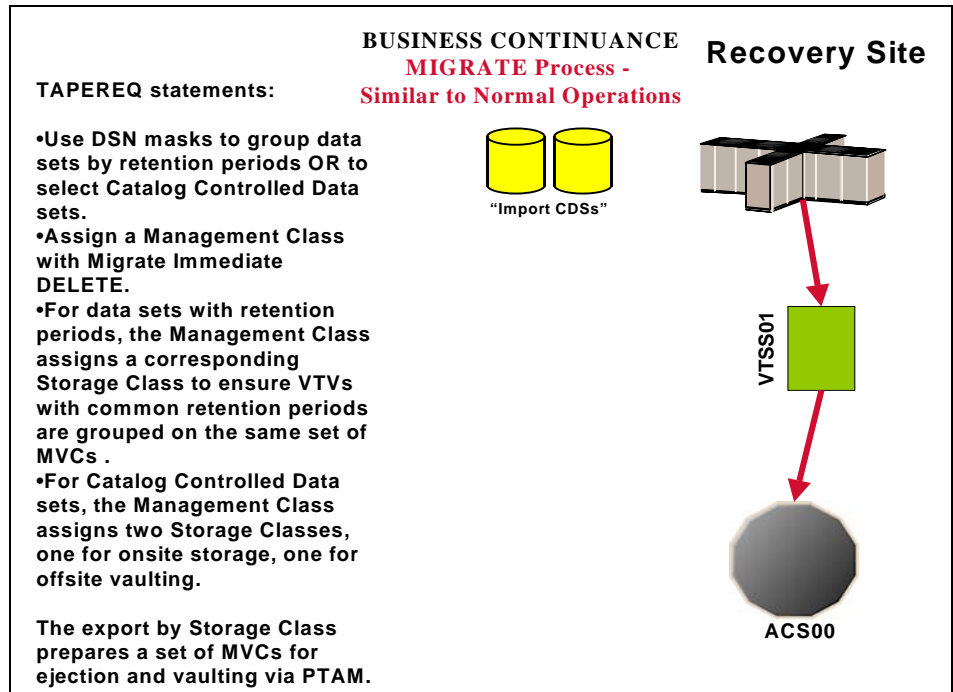 BUSINESS CONTINUANCE
MIGRATE Process -
Similar to Normal Operations
Recovery Site
TAPEREQ statements:
•Use DSN masks to group data
sets by retention periods OR to
select Catalog Controlled Data
sets.
•Assign a Management Class
with Migrate Immediate
DELETE.
•For data sets with retention
periods, the Management Class
assigns a corresponding
Storage Class to ensure VTVs
with common retention periods
are grouped on the same set of
MVCs .
•For Catalog Controlled Data
sets, the Management Class
assigns two Storage Classes,
one for onsite storage, one for
offsite vaulting.
The export by Storage Class
prepares a set of MVCs for
ejection and vaulting via PTAM.
“Import CDSs”
VTSS01
ACS00